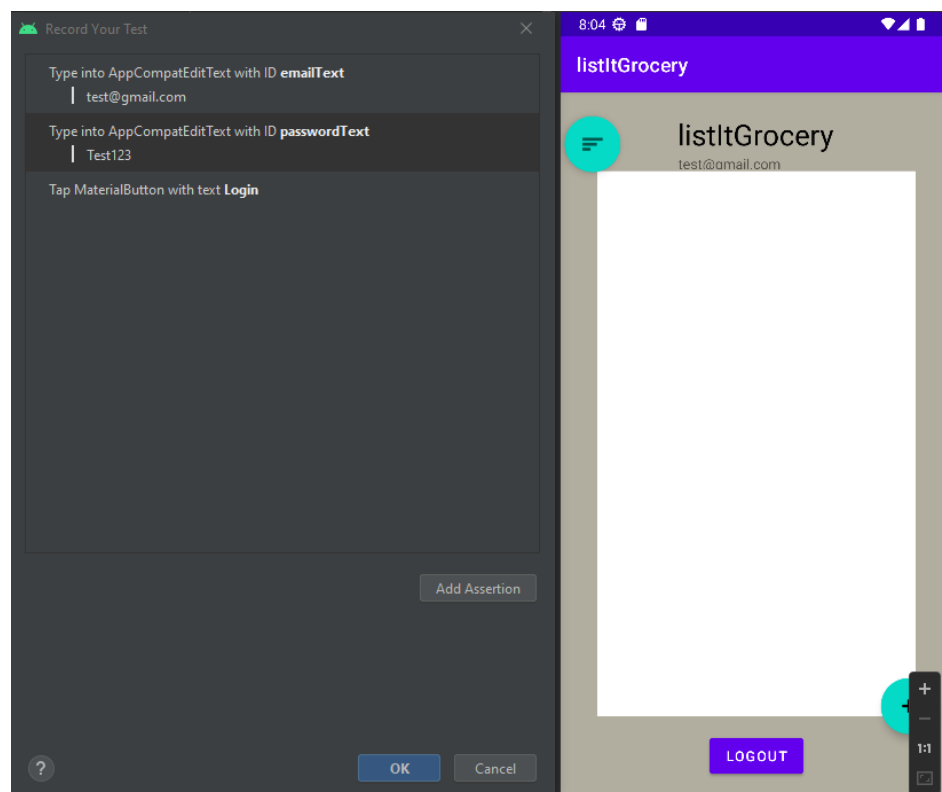 Record Your Test
Type into AppCompatEditText with ID emailText
test@gmail.com
Type into AppCompatEditText with ID passwordText
Test123
Tap MaterialButton with text Login
Add Assertion
?
OK
Cancel
8:04
listItGrocery
listItGrocery
test@gmail.com
LOGOUT
1:1